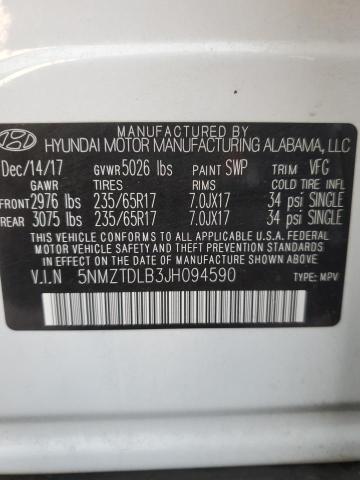 MANUFACTURED BY
HYUNDAI MOTOR MANUFACTURING ALABAMA, LLC
Dec/14/17 GVWR 5026 lbs PAINT SWP TRIM VFG
GAWR TIRES RIMS COLD TIRE INFL.
FRONT 2976 lbs 235/65R17 7.0JX17 34 psi SINGLE
REAR 3075 lbs 235/65R17 7.0JX17 34 psi SINGLE
THIS VEHICLE CONFORMS TO ALL APPLICABLE U.S.A. FEDERAL
MOTOR VEHICLE SAFETY AND THEFT PREVENTION STANDARDS
IN EFFECT ON THE DATE OF MANUFACTURE SHOWN ABOVE.
V.I.N 5NMZTDLB3JH094590
TYPE: MPV